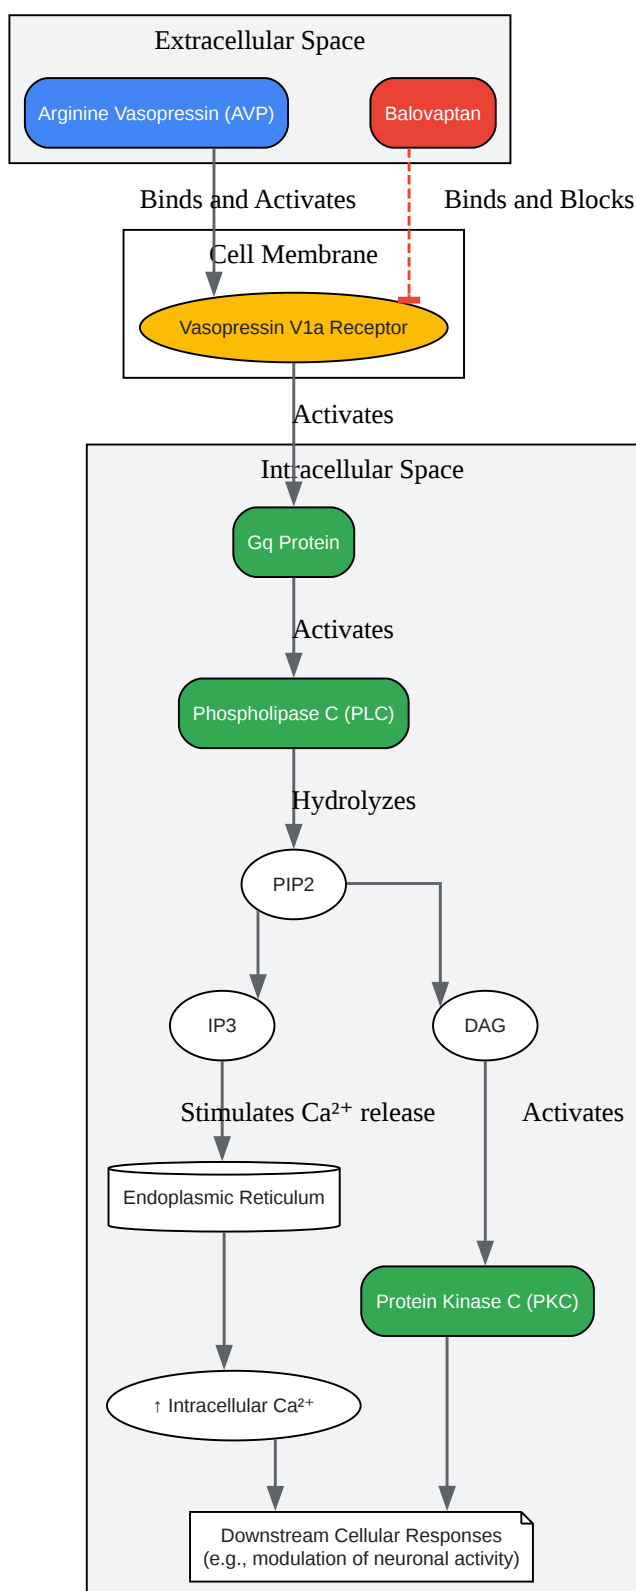 Extracellular Space
Arginine Vasopressin (AVP)
Balovaptan
Binds and Activates
Binds and Blocks
Cell Membrane
Vasopressin V1a Receptor
Activates
Intracellular Space
Gq Protein
Activates
Phospholipase C (PLC)
Hydrolyzes
PIP2
IP3
DAG
Stimulates Ca²⁺ release
Activates
Endoplasmic Reticulum
Protein Kinase C (PKC)
↑ Intracellular Ca²⁺
Downstream Cellular Responses
(e.g., modulation of neuronal activity)